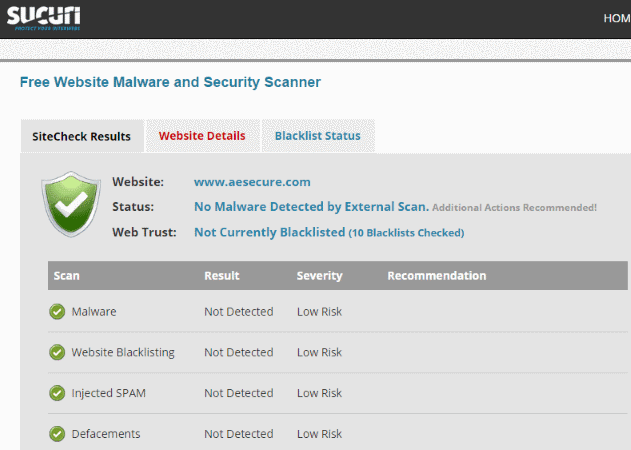 SUCURI
PROTECT YOUR INTERWEBS
HOM
Free Website Malware and Security Scanner
SiteCheck Results Website Details Blacklist Status
Website: www.aesecure.com
Status: No Malware Detected by External Scan. Additional Actions Recommended!
Web Trust: Not Currently Blacklisted (10 Blacklists Checked)
Scan Result Severity Recommendation
Malware Not Detected Low Risk
Website Blacklisting Not Detected Low Risk
Injected SPAM Not Detected Low Risk
Defacements Not Detected Low Risk